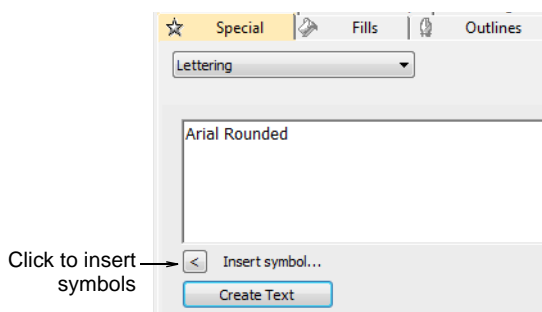 Special Fills Outlines
Lettering
Arial Rounded
Click to insert symbols
< Insert symbol...
Create Text